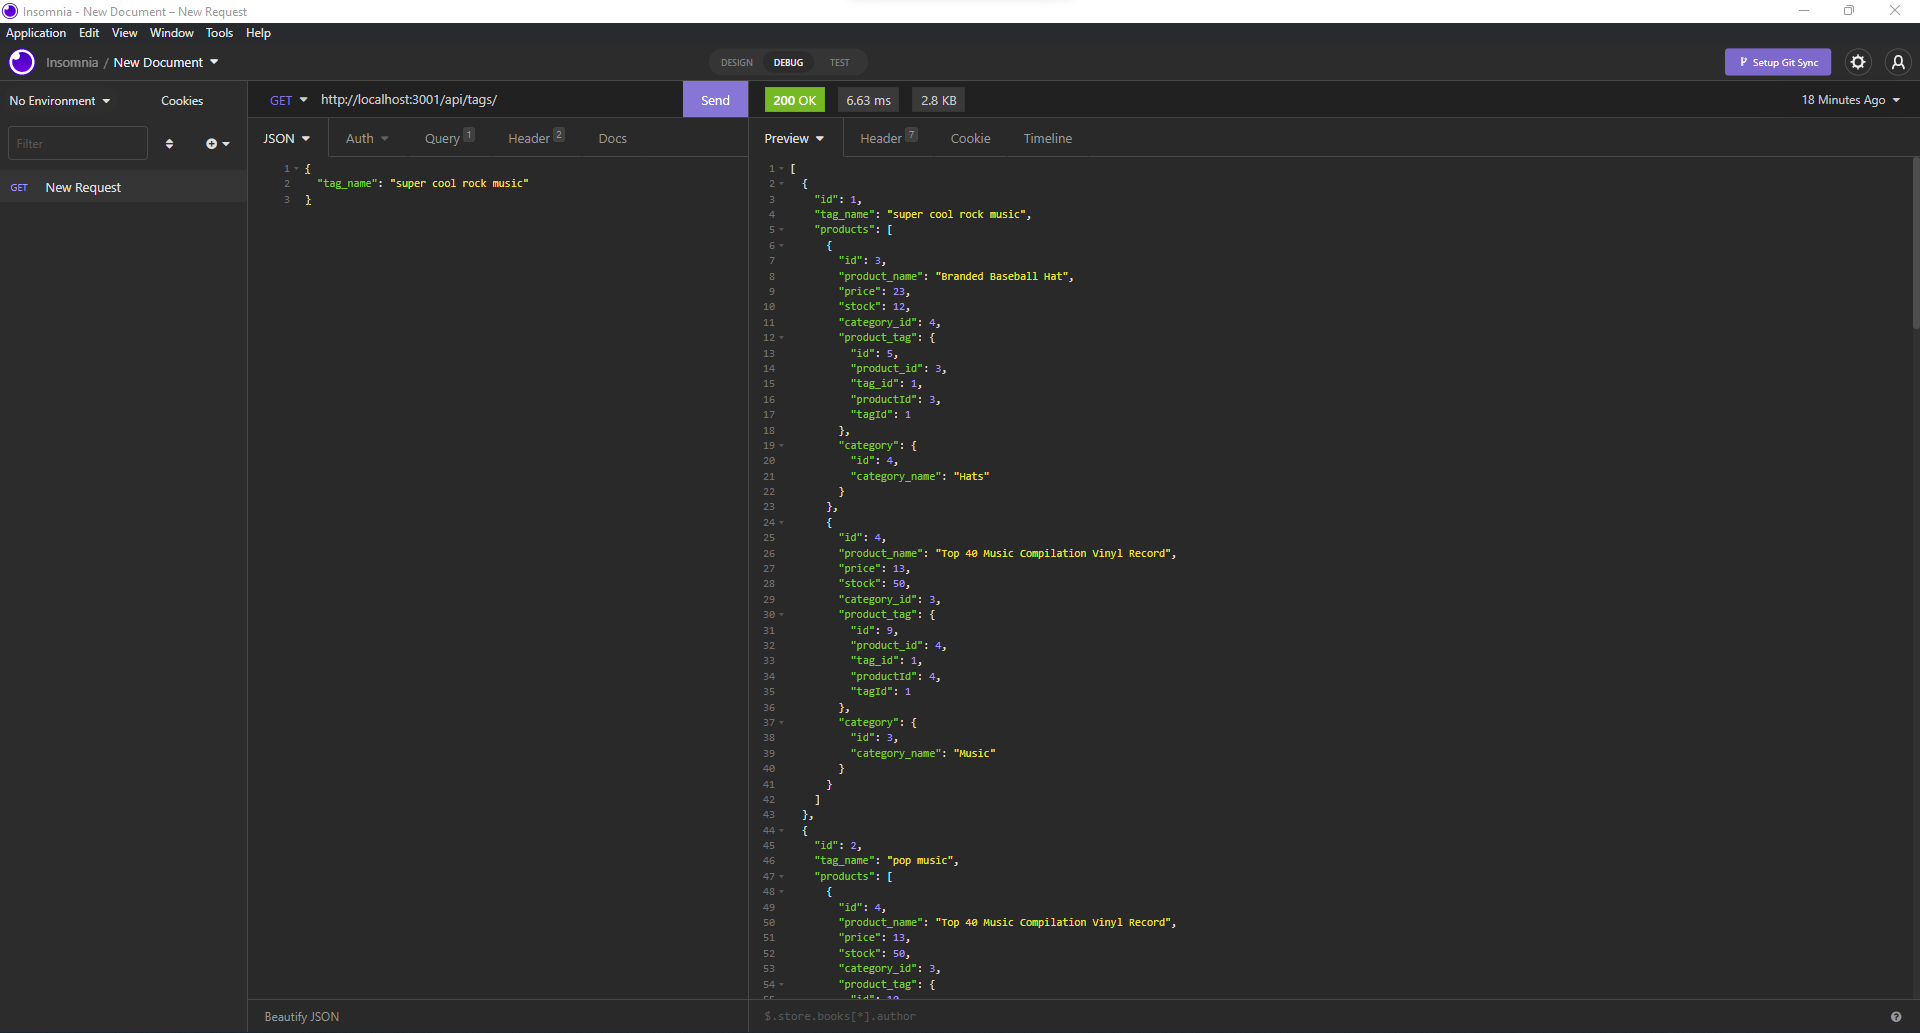 Insomnia - New Document – New Request
Application Edit View Window Tools Help
Insomnia / New Document
DESIGN DEBUG TEST
Setup Git Sync
No Environment Cookies
GET http://localhost:3001/api/tags/ Send
200 OK 6.63 ms 2.8 KB 18 Minutes Ago
Filter
GET New Request
JSON Auth Query 1 Header 2 Docs
1 {
2 "tag_name": "super cool rock music"
3 }
Beautify JSON
Preview Header 7 Cookie Timeline
1 [
2 {
3 "id": 1,
4 "tag_name": "super cool rock music",
5 "products": [
6 {
7 "id": 3,
8 "product_name": "Branded Baseball Hat",
9 "price": 23,
10 "stock": 12,
11 "category_id": 4,
12 "product_tag": {
13 "id": 5,
14 "product_id": 3,
15 "tag_id": 1,
16 "productId": 3,
17 "tagId": 1
18 },
19 "category": {
20 "id": 4,
21 "category_name": "Hats"
22 }
23 },
24 {
25 "id": 4,
26 "product_name": "Top 40 Music Compilation Vinyl Record",
27 "price": 13,
28 "stock": 50,
29 "category_id": 3,
30 "product_tag": {
31 "id": 9,
32 "product_id": 4,
33 "tag_id": 1,
34 "productId": 4,
35 "tagId": 1
36 },
37 "category": {
38 "id": 3,
39 "category_name": "Music"
40 }
41 }
42 ]
43 },
44 {
45 "id": 2,
46 "tag_name": "pop music",
47 "products": [
48 {
49 "id": 4,
50 "product_name": "Top 40 Music Compilation Vinyl Record",
51 "price": 13,
52 "stock": 50,
53 "category_id": 3,
54 "product_tag": {
55 "id": 10
$.store.books[*].author